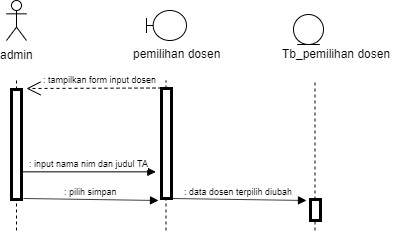 admin
pemilihan dosen
Tb_pemilihan dosen
: tampilkan form input dosen
: input nama nim dan judul TA
: pilih simpan
: data dosen terpilih diubah